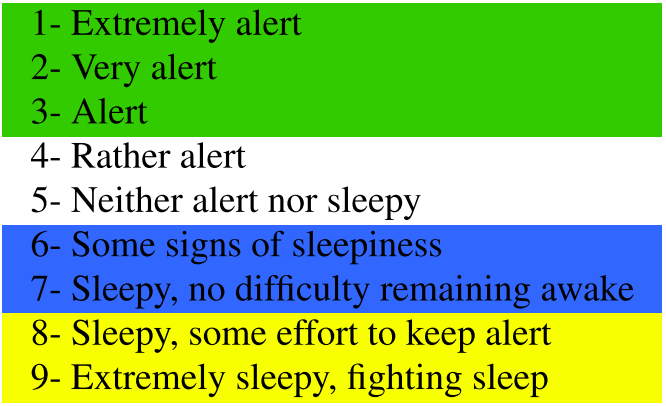 1- Extremely alert
2- Very alert
3- Alert
4- Rather alert
5- Neither alert nor sleepy
6- Some signs of sleepiness
7- Sleepy, no difficulty remaining awake
8- Sleepy, some effort to keep alert
9- Extremely sleepy, fighting sleep